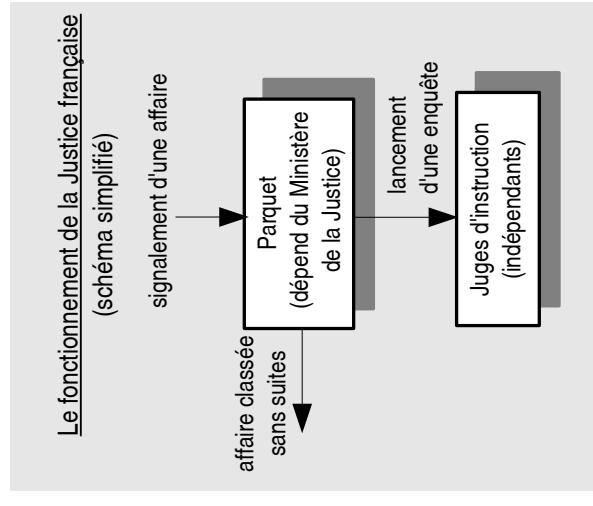 Le fonctionnement de la Justice française
(schéma simplifié)
signalement d'une affaire
Parquet
(dépend du Ministère
de la Justice)
affaire classée
sans suites
lancement
d'une enquête
Juges d'instruction
(indépendants)